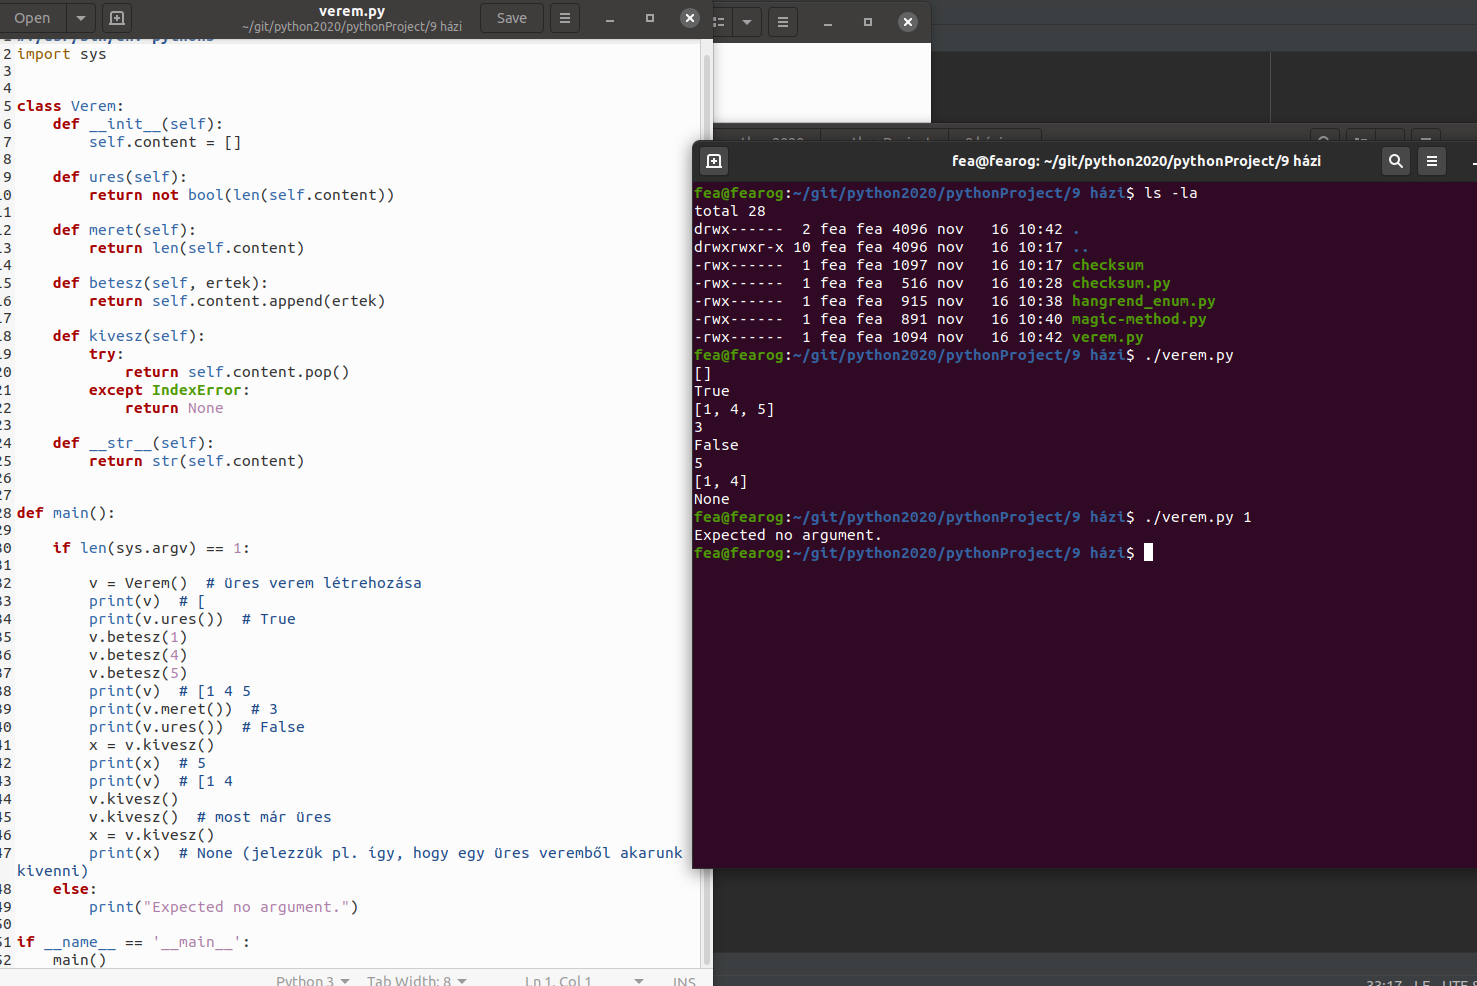 Open
verem.py
~/git/python2020/pythonProject/9 házi
Save
2 import sys
3
4
5 class Verem:
6     def __init__(self):
7         self.content = []
8
9     def ures(self):
10         return not bool(len(self.content))
11
12     def meret(self):
13         return len(self.content)
14
15     def betesz(self, ertek):
16         return self.content.append(ertek)
17
18     def kivesz(self):
19         try:
20             return self.content.pop()
21         except IndexError:
22             return None
23
24     def __str__(self):
25         return str(self.content)
26
27
28 def main():
29
30     if len(sys.argv) == 1:
31
32         v = Verem()  # üres verem létrehozása
33         print(v)  # [
34         print(v.ures())  # True
35         v.betesz(1)
36         v.betesz(4)
37         v.betesz(5)
38         print(v)  # [1 4 5
39         print(v.meret())  # 3
40         print(v.ures())  # False
41         x = v.kivesz()
42         print(x)  # 5
43         print(v)  # [1 4
44         v.kivesz()
45         v.kivesz()  # most már üres
46         x = v.kivesz()
47         print(x)  # None (jelezzük pl. igy, hogy egy üres veremből akarunk
kivenni)
48     else:
49         print("Expected no argument.")
50
51 if __name__ == '__main__':
52     main()
Python 3 Tab Width: 8 Ln 1, Col 1 INS
fea@fearog: ~/git/python2020/pythonProject/9 házi
fea@fearog:~/git/python2020/pythonProject/9 házi$ ls -la
total 28
drwx------  2 fea fea 4096 nov   16 10:42 .
drwxrwxr-x 10 fea fea 4096 nov   16 10:17 ..
-rwx------  1 fea fea 1097 nov   16 10:17 checksum
-rwx------  1 fea fea  516 nov   16 10:28 checksum.py
-rwx------  1 fea fea  915 nov   16 10:38 hangrend_enum.py
-rwx------  1 fea fea  891 nov   16 10:40 magic-method.py
-rwx------  1 fea fea 1094 nov   16 10:42 verem.py
fea@fearog:~/git/python2020/pythonProject/9 házi$ ./verem.py
[]
True
[1, 4, 5]
3
False
5
[1, 4]
None
fea@fearog:~/git/python2020/pythonProject/9 házi$ ./verem.py 1
Expected no argument.
fea@fearog:~/git/python2020/pythonProject/9 házi$
33:17 LF UTF-8